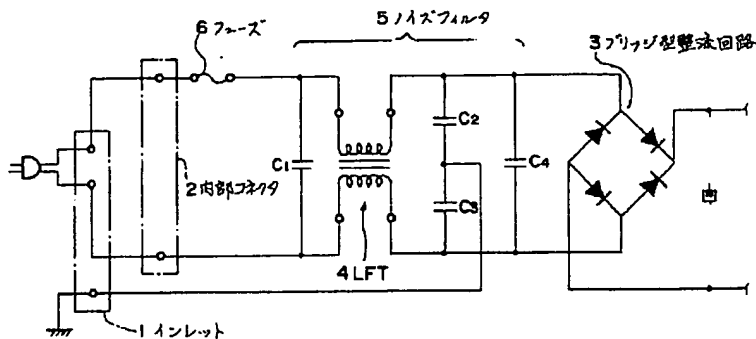 6 フューズ
5 ノイズフィルタ
3 ブリッジ型整流回路
C1
C2
C3
C4
2 内部コネクタ
4 LFT
1 インレット